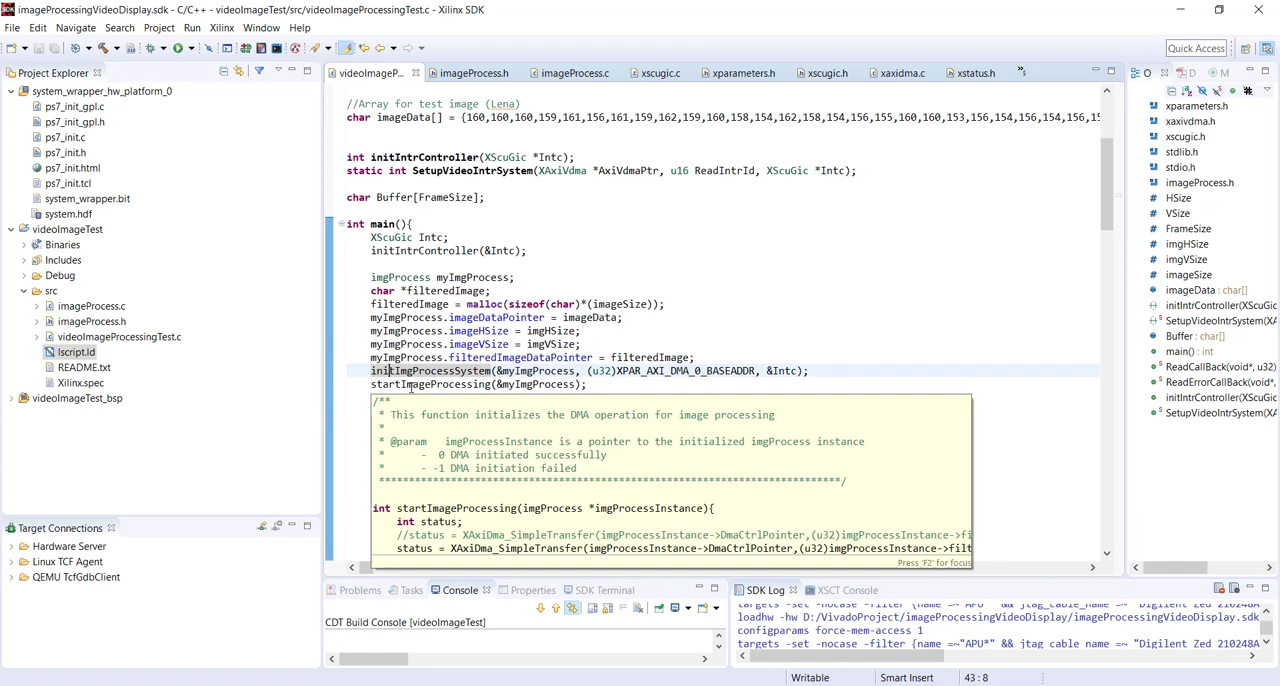 imageProcessingVideoDisplay.sdk - C/C++ - videoImageTest/src/videoImageProcessingTest.c - Xilinx SDK
File Edit Navigate Search Project Run Xilinx Window Help
Quick Access
Project Explorer
system_wrapper_hw_platform_0
ps7_init_gpl.c
ps7_init_gpl.h
ps7_init.c
ps7_init.h
ps7_init.html
ps7_init.tcl
system_wrapper.bit
system.hdf
videoImageTest
Binaries
Includes
Debug
src
imageProcess.c
imageProcess.h
videoImageProcessingTest.c
lscript.ld
README.txt
Xilinx.spec
videoImageTest_bsp
Target Connections
Hardware Server
Linux TCF Agent
QEMU TcfGdbClient
videoImageP... imageProcess.h imageProcess.c xscugic.c xparameters.h xscugic.h xaxidma.c xstatus.h
//Array for test image (Lena)
char imageData[] = {160,160,160,159,161,156,161,159,162,159,160,158,154,162,158,154,156,155,160,160,153,156,154,156,154,156,15
int initIntrController(XScuGic *Intc);
static int SetupVideoIntrSystem(XAxiVdma *AxiVdmaPtr, u16 ReadIntrId, XScuGic *Intc);
char Buffer[FrameSize];
int main(){
XScuGic Intc;
initIntrController(&Intc);
imgProcess myImgProcess;
char *filteredImage;
filteredImage = malloc(sizeof(char)*(imageSize));
myImgProcess.imageDataPointer = imageData;
myImgProcess.imageHSize = imgHSize;
myImgProcess.imageVSize = imgVSize;
myImgProcess.filteredImageDataPointer = filteredImage;
initImgProcessSystem(&myImgProcess, (u32)XPAR_AXI_DMA_0_BASEADDR, &Intc);
startImageProcessing(&myImgProcess);
/**
* This function initializes the DMA operation for image processing
*
* @param imgProcessInstance is a pointer to the initialized imgProcess instance
* - 0 DMA initiated successfully
* - -1 DMA initiation failed
*****************************************************************************/
int startImageProcessing(imgProcess *imgProcessInstance){
int status;
//status = XAxiDma_SimpleTransfer(imgProcessInstance->DmaCtrlPointer,(u32)imgProcessInstance->fi
status = XAxiDma_SimpleTransfer(imgProcessInstance->DmaCtrlPointer,(u32)imgProcessInstance->filt
Press 'F2' for focus
O D M
xparameters.h
xaxivdma.h
xscugic.h
stdlib.h
stdio.h
imageProcess.h
HSize
VSize
FrameSize
imgHSize
imgVSize
imageSize
imageData : char[]
initIntrController(XScuGic
SetupVideoIntrSystem(XA
Buffer : char[]
main() : int
ReadCallBack(void*, u32)
ReadErrorCallBack(void*,
initIntrController(XScuGic
SetupVideoIntrSystem(XA
Problems Tasks Console Properties SDK Terminal
CDT Build Console [videoImageTest]
SDK Log XSCT Console
targets -set -nocase -filter {name =~"APU*" && jtag_cable_name =~ "Digilent Zed 210248A
loadhw -hw D:/VivadoProject/imageProcessingVideoDisplay/imageProcessingVideoDisplay.sdk
configparams force-mem-access 1
targets -set -nocase -filter {name =~"APU*" && jtag_cable_name =~ "Digilent Zed 210248A
Writable Smart Insert 43 : 8